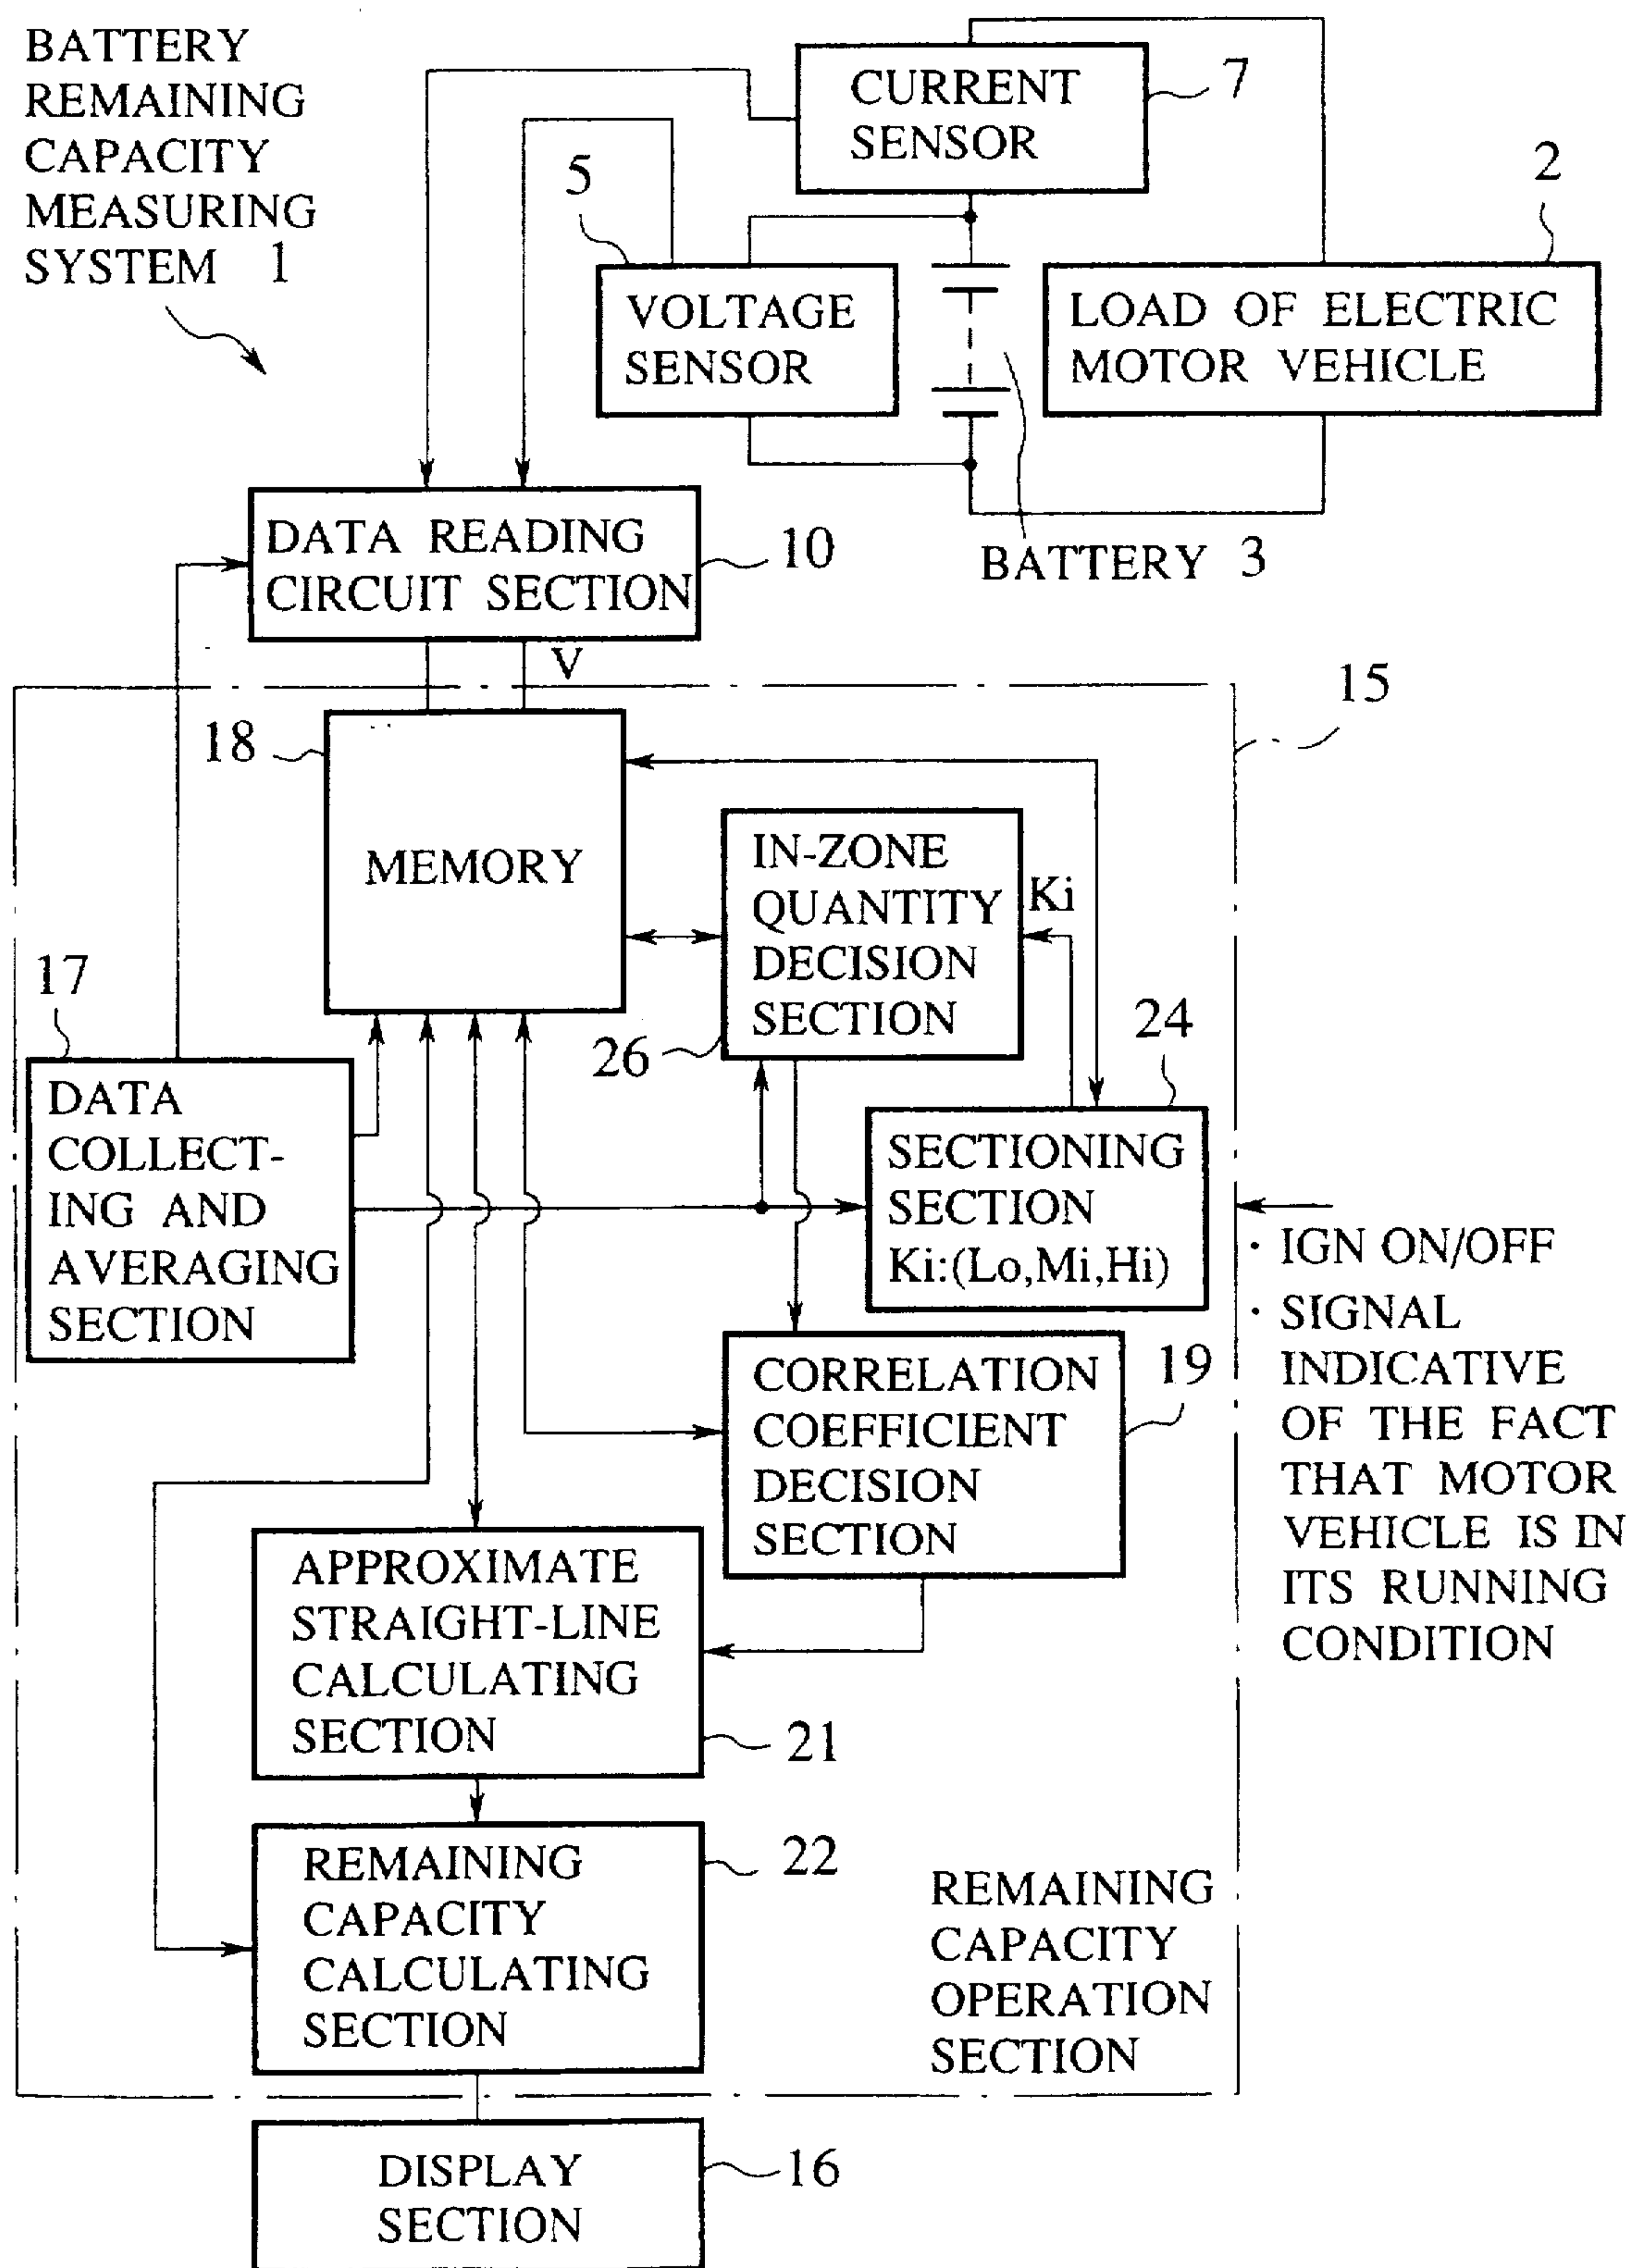 BATTERY
REMAINING
CAPACITY
MEASURING
SYSTEM 1
CURRENT
SENSOR
7
5
VOLTAGE
SENSOR
2
LOAD OF ELECTRIC
MOTOR VEHICLE
BATTERY 3
DATA READING
CIRCUIT SECTION
10
V
15
18
MEMORY
IN-ZONE
QUANTITY
DECISION
SECTION
Ki
26
17
DATA
COLLECT-
ING AND
AVERAGING
SECTION
24
SECTIONING
SECTION
Ki:(Lo,Mi,Hi)
· IGN ON/OFF
· SIGNAL
INDICATIVE
OF THE FACT
THAT MOTOR
VEHICLE IS IN
ITS RUNNING
CONDITION
19
CORRELATION
COEFFICIENT
DECISION
SECTION
APPROXIMATE
STRAIGHT-LINE
CALCULATING
SECTION
21
REMAINING
CAPACITY
CALCULATING
SECTION
22
REMAINING
CAPACITY
OPERATION
SECTION
DISPLAY
SECTION
16